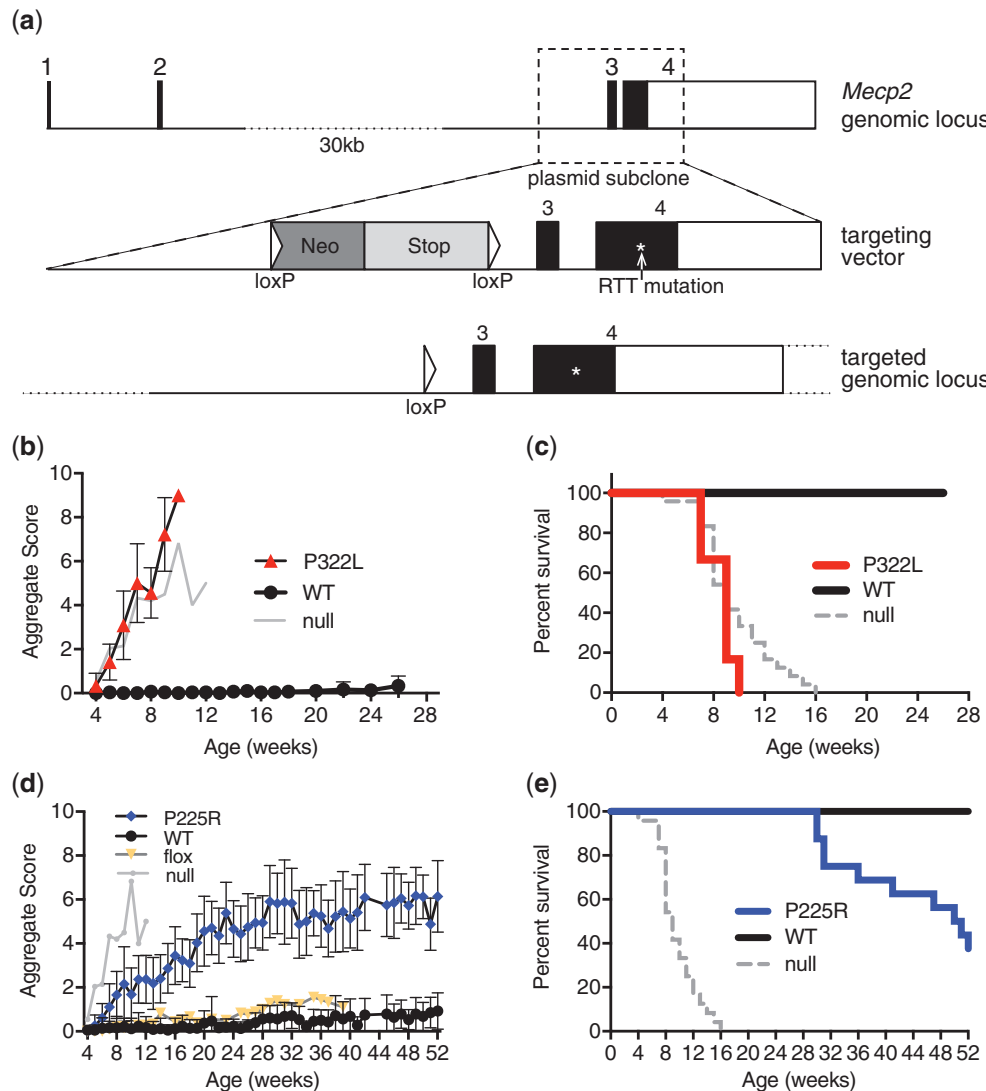 (a)
1 2 3 4
Mecp2
genomic locus
30kb
plasmid subclone
3 4
Neo Stop
targeting
vector
loxP loxP
*
RTT mutation
3 4
*
targeted
genomic locus
loxP
(b)
Aggregate Score
10
8
6
4
2
0
P322L
WT
null
4 8 12 16 20 24 28
Age (weeks)
(c)
Percent survival
100
80
60
40
20
0
P322L
WT
null
0 4 8 12 16 20 24 28
Age (weeks)
(d)
Aggregate Score
10
8
6
4
2
0
P225R
WT
flox
null
4 8 12 16 20 24 28 32 36 40 44 48 52
Age (weeks)
(e)
Percent survival
100
80
60
40
20
0
P225R
WT
null
0 4 8 12 16 20 24 28 32 36 40 44 48 52
Age (weeks)